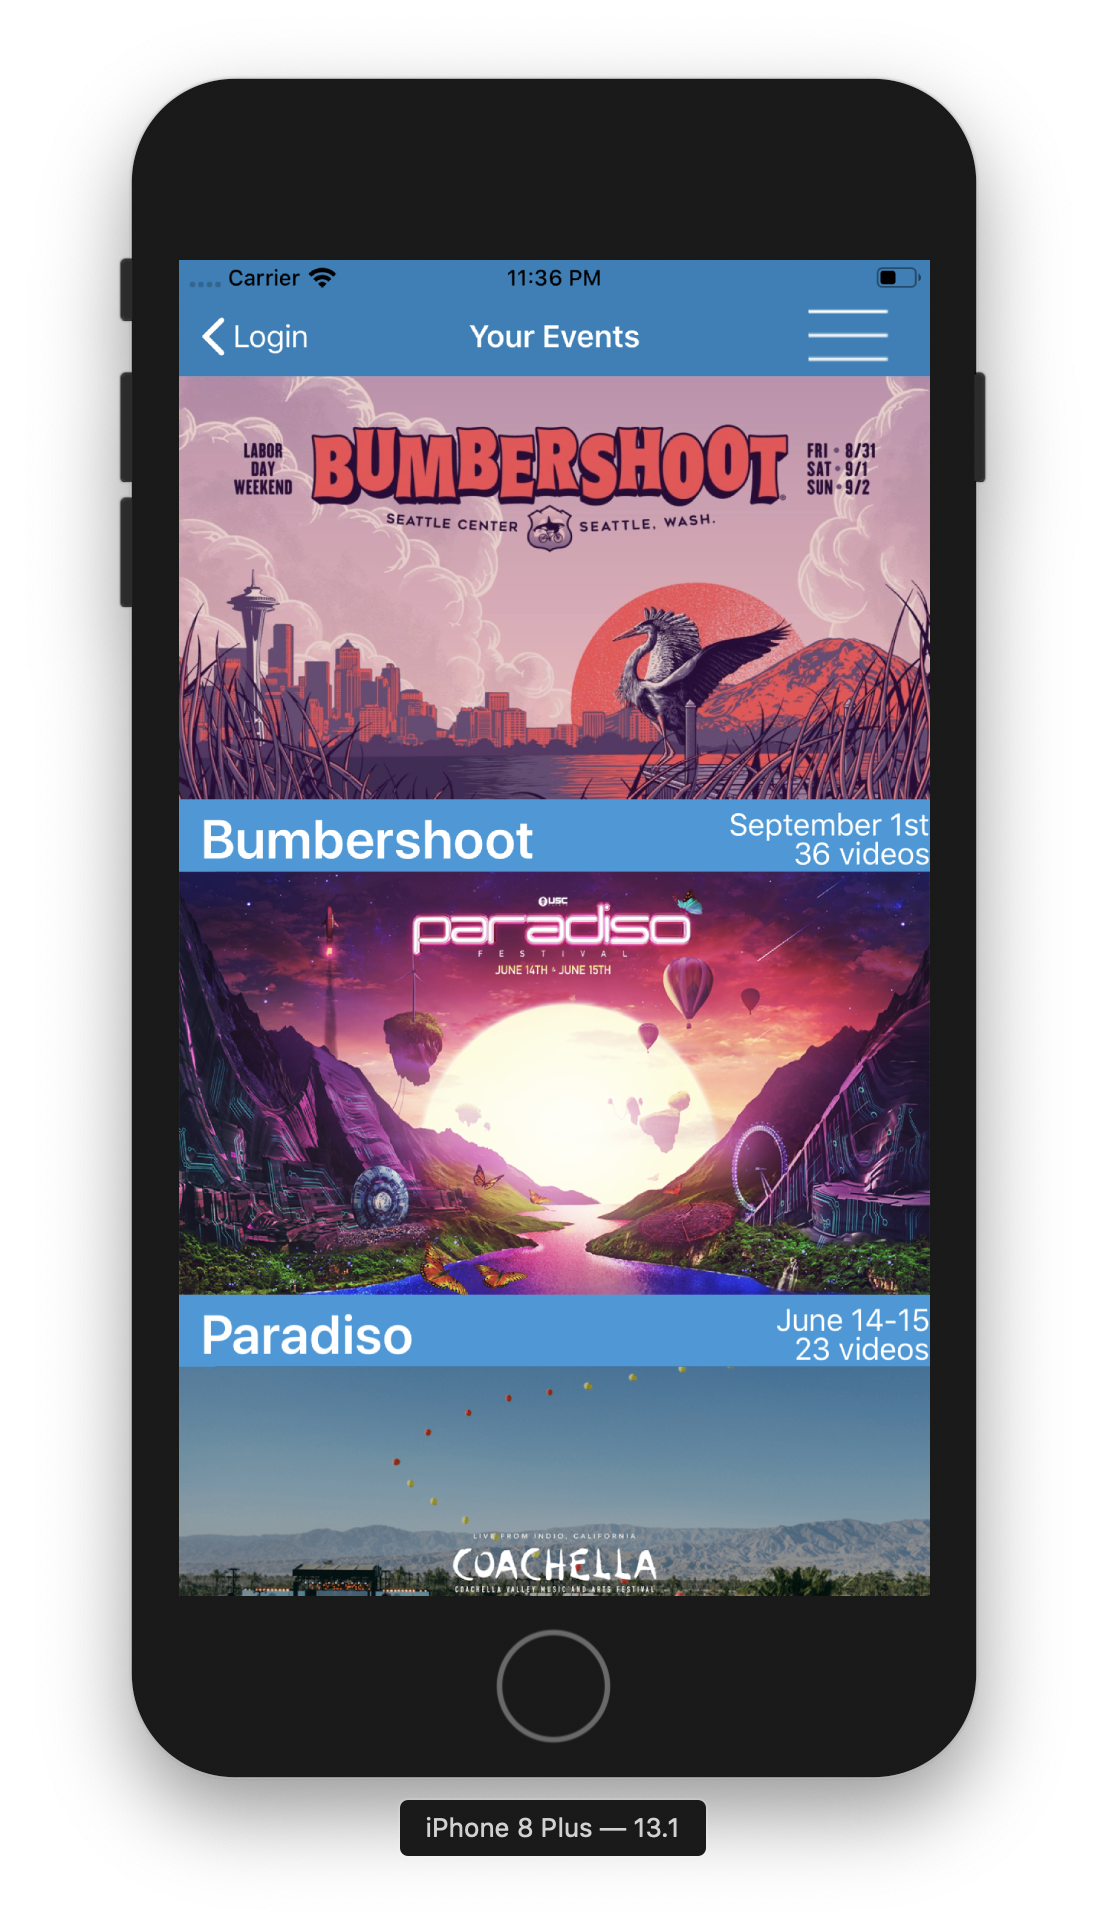 Carrier 11:36 PM
Login Your Events
LABOR
DAY
WEEKEND
BUMBERSHOOT®
FRI • 8/31
SAT • 9/1
SUN • 9/2
SEATTLE CENTER SEATTLE, WASH.
Bumbershoot
September 1st
36 videos
USC
paradiso
FESTIVAL
JUNE 14TH & JUNE 15TH
Paradiso
June 14-15
23 videos
LIVE FROM INDIO, CALIFORNIA
COACHELLA
COACHELLA VALLEY MUSIC AND ARTS FESTIVAL
iPhone 8 Plus — 13.1